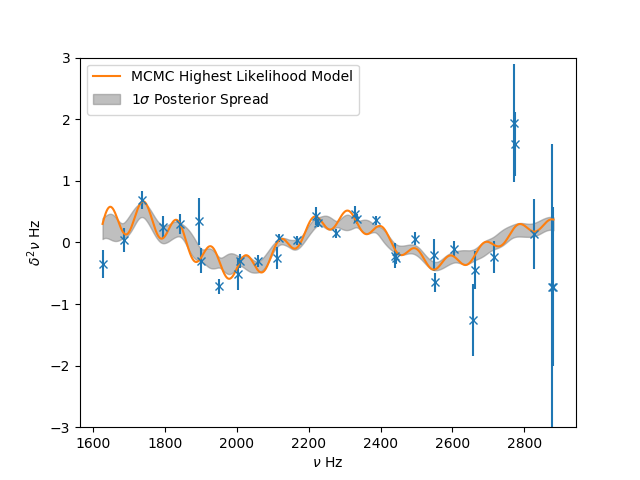 3
2
1
0
−1
−2
−3
δ²ν Hz
MCMC Highest Likelihood Model
1σ Posterior Spread
1600 1800 2000 2200 2400 2600 2800
ν Hz